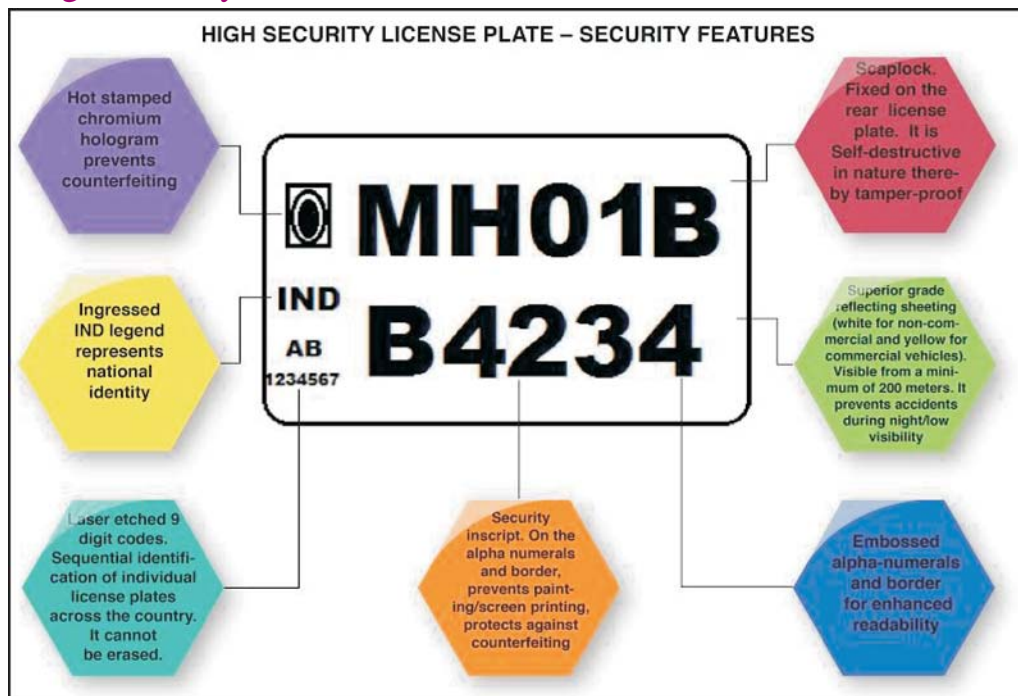 HIGH SECURITY LICENSE PLATE – SECURITY FEATURES
Hot stamped
chromium
hologram
prevents
counterfeiting
Scaplock.
Fixed on the
rear license
plate. It is
Self-destructive
in nature there-
by tamper-proof
MH01B
IND
B4234
AB
1234567
Ingressed
IND legend
represents
national
identity
Superior grade
reflecting sheeting
(white for non-com-
mercial and yellow for
commercial vehicles).
Visible from a mini-
mum of 200 meters. It
prevents accidents
during night/low
visibility
Laser etched 9
digit codes.
Sequential identifi-
cation of individual
license plates
across the country.
It cannot
be erased.
Security
inscript. On the
alpha numerals
and border,
prevents paint-
ing/screen printing,
protects against
counterfeiting
Embossed
alpha-numerals
and border
for enhanced
readability